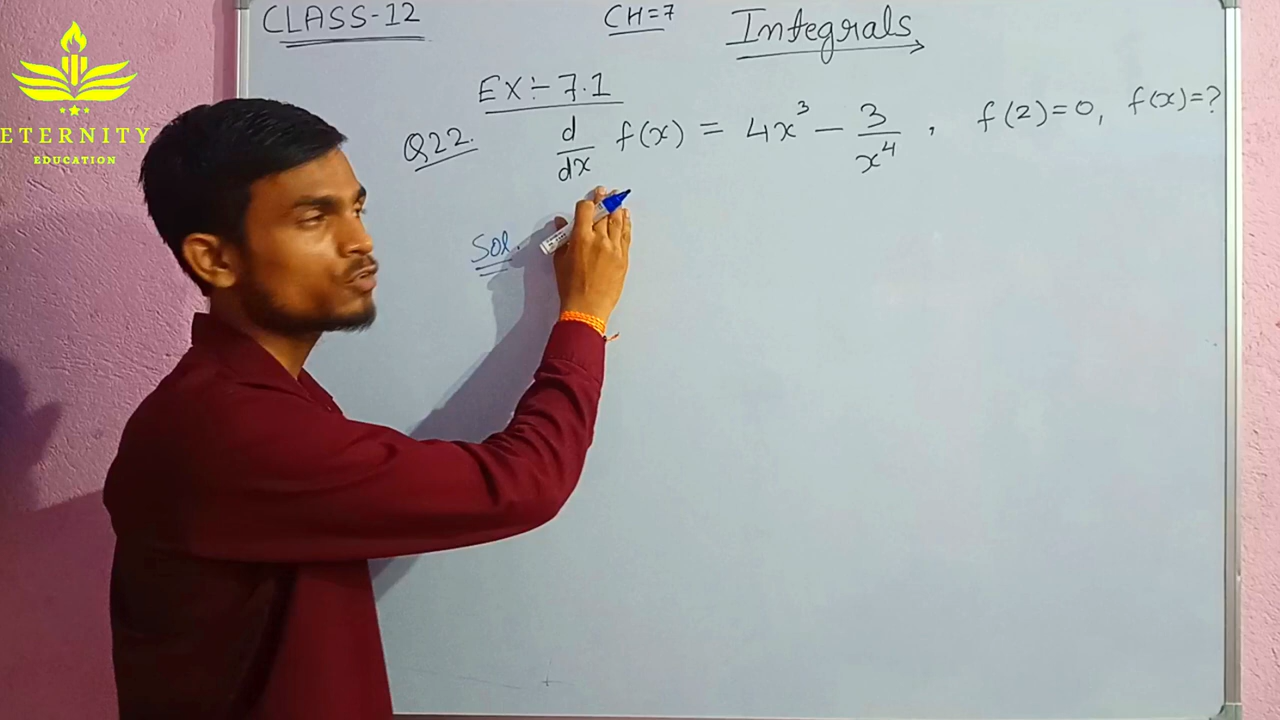 CLASS-12 CH=7 Integrals
ETERNITY
EDUCATION
EX÷ 7.1
Q22. d/dx f(x) = 4x³ - 3/x⁴ , f(2)=0, f(x)=?
Sol.